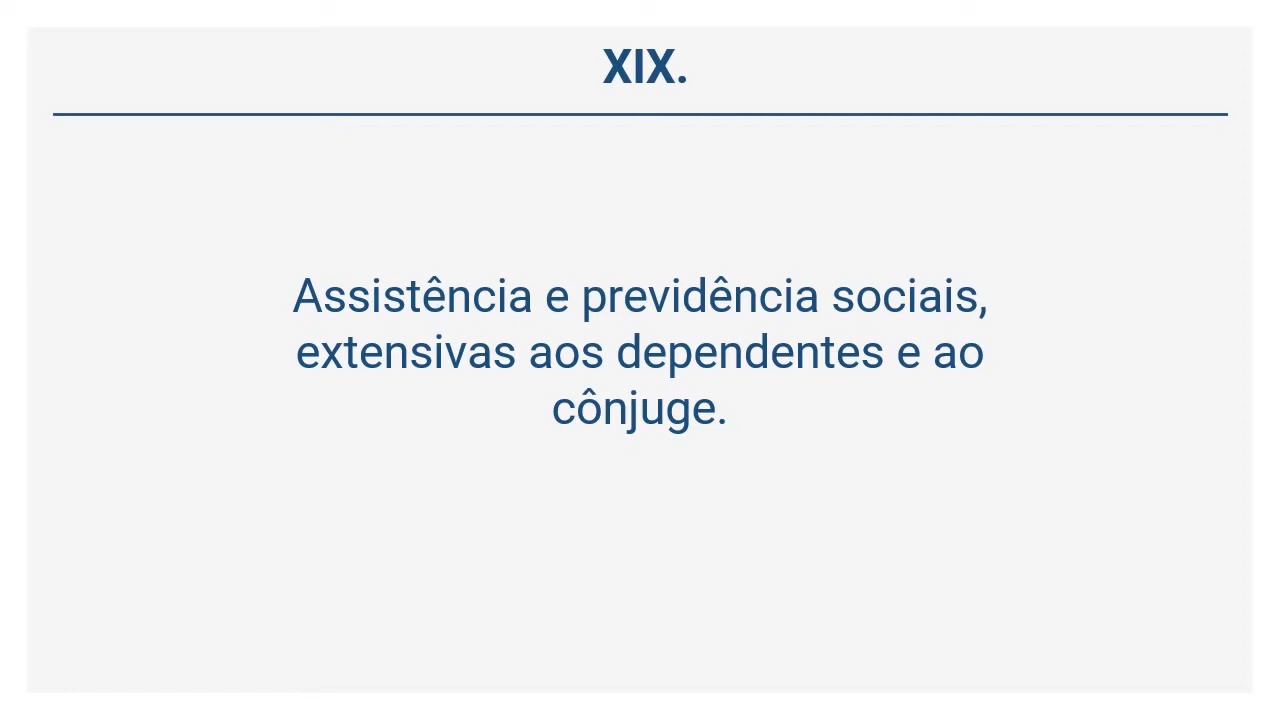 XIX.
Assistência e previdência sociais,
extensivas aos dependentes e ao
cônjuge.